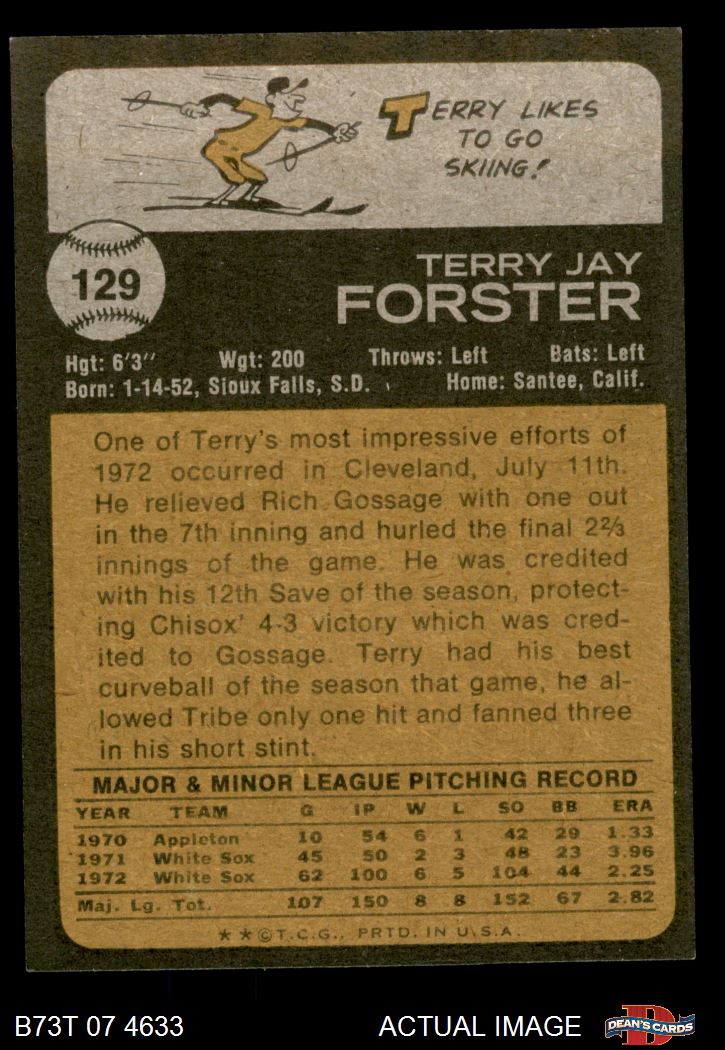 TERRY LIKES
TO GO
SKIING!
129
TERRY JAY
FORSTER
Hgt: 6'3" Wgt: 200 Throws: Left Bats: Left
Born: 1-14-52, Sioux Falls, S.D. Home: Santee, Calif.
One of Terry's most impressive efforts of
1972 occurred in Cleveland, July 11th.
He relieved Rich Gossage with one out
in the 7th inning and hurled the final 2⅔
innings of the game. He was credited
with his 12th Save of the season, protect-
ing Chisox' 4-3 victory which was cred-
ited to Gossage. Terry had his best
curveball of the season that game, he al-
lowed Tribe only one hit and fanned three
in his short stint.
MAJOR & MINOR LEAGUE PITCHING RECORD
YEAR TEAM G IP W L SO BB ERA
1970 Appleton 10 54 6 1 42 29 1.33
1971 White Sox 45 50 2 3 48 23 3.96
1972 White Sox 62 100 6 5 104 44 2.25
Maj. Lg. Tot. 107 150 8 8 152 67 2.82
★★©T.C.G., PRTD. IN U.S.A.
B73T 07 4633 ACTUAL IMAGE DEAN'S CARDS